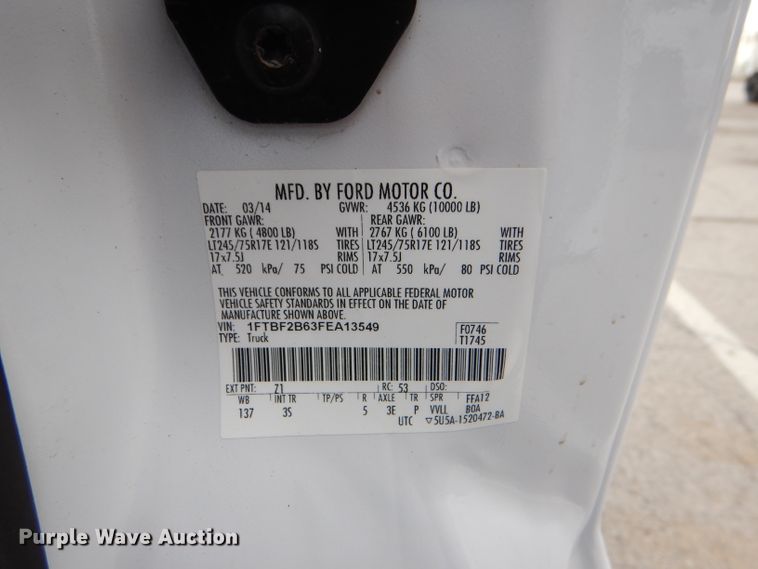 MFD. BY FORD MOTOR CO.
DATE: 03/14 GVWR: 4536 KG (10000 LB)
FRONT GAWR: REAR GAWR:
2177 KG ( 4800 LB) WITH 2767 KG ( 6100 LB) WITH
LT245/75R17E 121/118S TIRES LT245/75R17E 121/118S TIRES
17x7.5J RIMS 17x7.5J RIMS
AT 520 kPa/ 75 PSI COLD AT 550 kPa/ 80 PSI COLD
THIS VEHICLE CONFORMS TO ALL APPLICABLE FEDERAL MOTOR
VEHICLE SAFETY STANDARDS IN EFFECT ON THE DATE OF
MANUFACTURE SHOWN ABOVE.
VIN: 1FTBF2B63FEA13549 F0746
TYPE: Truck T1745
EXT PNT: Z1 RC: 53 DSO:
WB INT TR TP/PS R AXLE TR SPR FFA12
137 3S 5 3E P VVLL BOA
UTC ▽5U5A-1520472-BA
Purple Wave Auction